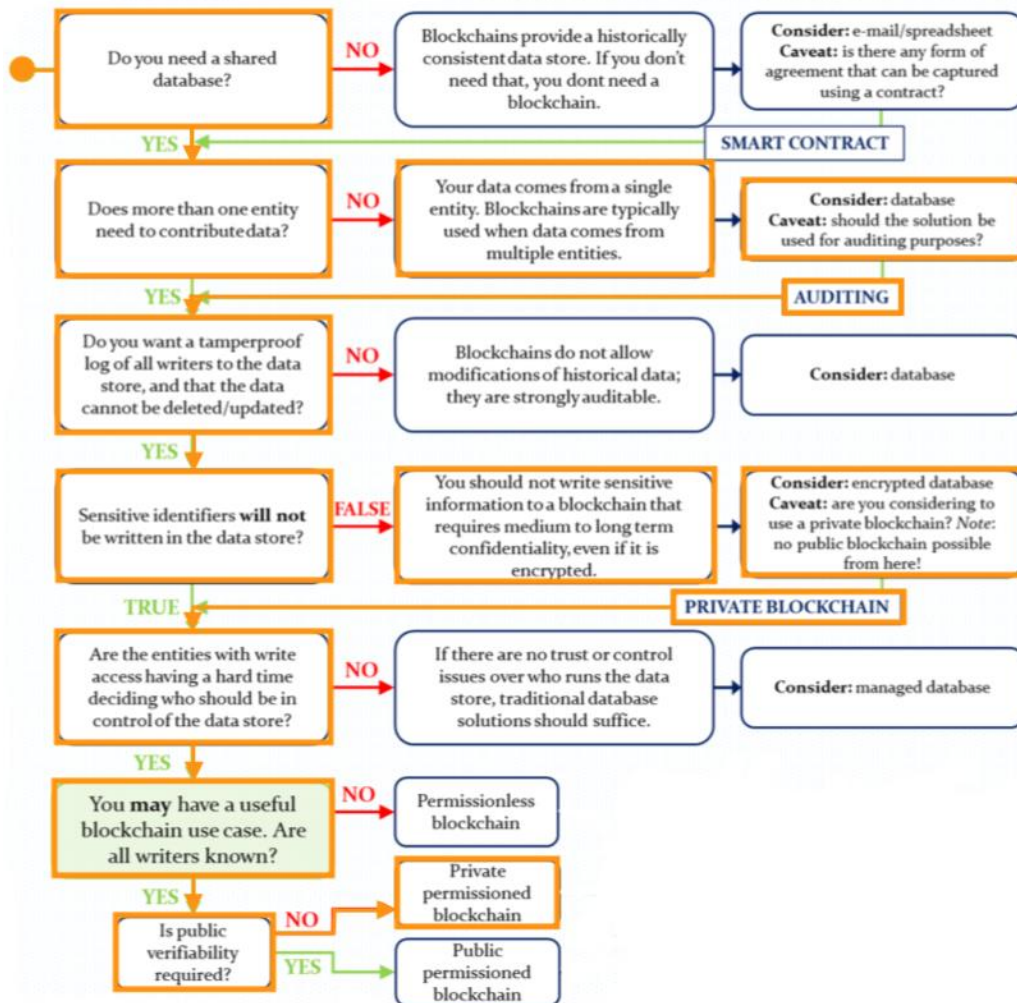 Do you need a shared
database?
NO
Blockchains provide a historically
consistent data store. If you don't
need that, you dont need a
blockchain.
Consider: e-mail/spreadsheet
Caveat: is there any form of
agreement that can be captured
using a contract?
YES
SMART CONTRACT
Does more than one entity
need to contribute data?
NO
Your data comes from a single
entity. Blockchains are typically
used when data comes from
multiple entities.
Consider: database
Caveat: should the solution be
used for auditing purposes?
YES
AUDITING
Do you want a tamperproof
log of all writers to the data
store, and that the data
cannot be deleted/updated?
NO
Blockchains do not allow
modifications of historical data;
they are strongly auditable.
Consider: database
YES
Sensitive identifiers will not
be written in the data store?
FALSE
You should not write sensitive
information to a blockchain that
requires medium to long term
confidentiality, even if it is
encrypted.
Consider: encrypted database
Caveat: are you considering to
use a private blockchain? Note:
no public blockchain possible
from here!
TRUE
PRIVATE BLOCKCHAIN
Are the entities with write
access having a hard time
deciding who should be in
control of the data store?
NO
If there are no trust or control
issues over who runs the data
store, traditional database
solutions should suffice.
Consider: managed database
YES
You may have a useful
blockchain use case. Are
all writers known?
NO
Permissionless
blockchain
YES
Is public
verifiability
required?
NO
Private
permissioned
blockchain
YES
Public
permissioned
blockchain